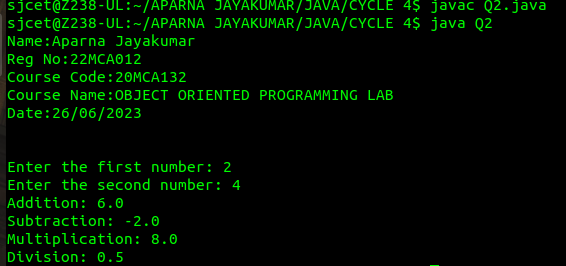 sjcet@Z238-UL:~/APARNA JAYAKUMAR/JAVA/CYCLE 4$ javac Q2.java
sjcet@Z238-UL:~/APARNA JAYAKUMAR/JAVA/CYCLE 4$ java Q2
Name:Aparna Jayakumar
Reg No:22MCA012
Course Code:20MCA132
Course Name:OBJECT ORIENTED PROGRAMMING LAB
Date:26/06/2023
Enter the first number: 2
Enter the second number: 4
Addition: 6.0
Subtraction: -2.0
Multiplication: 8.0
Division: 0.5